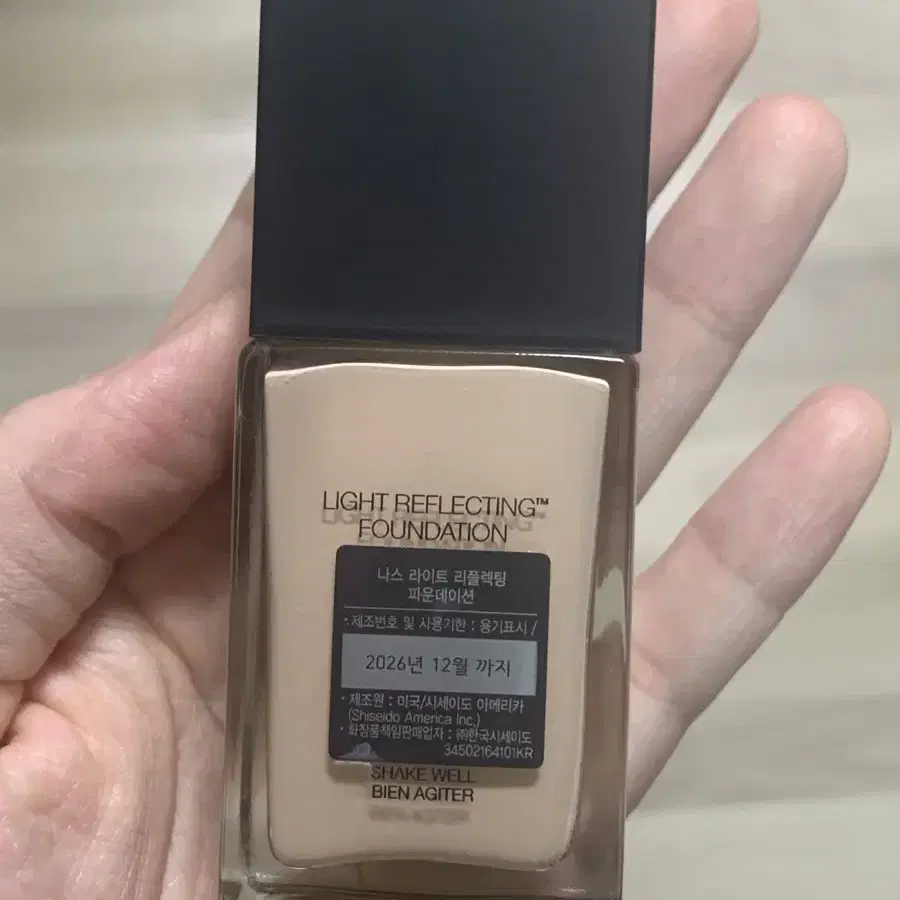 LIGHT REFLECTING™
FOUNDATION
나스 라이트 리플렉팅
파운데이션
· 제조번호 및 사용기한 : 용기표시 /
2026년 12월 까지
· 제조원 : 미국/시세이도 아메리카
(Shiseido America Inc.)
· 화장품책임판매업자 : ㈜한국시세이도
34502164101KR
SHAKE WELL
BIEN AGITER